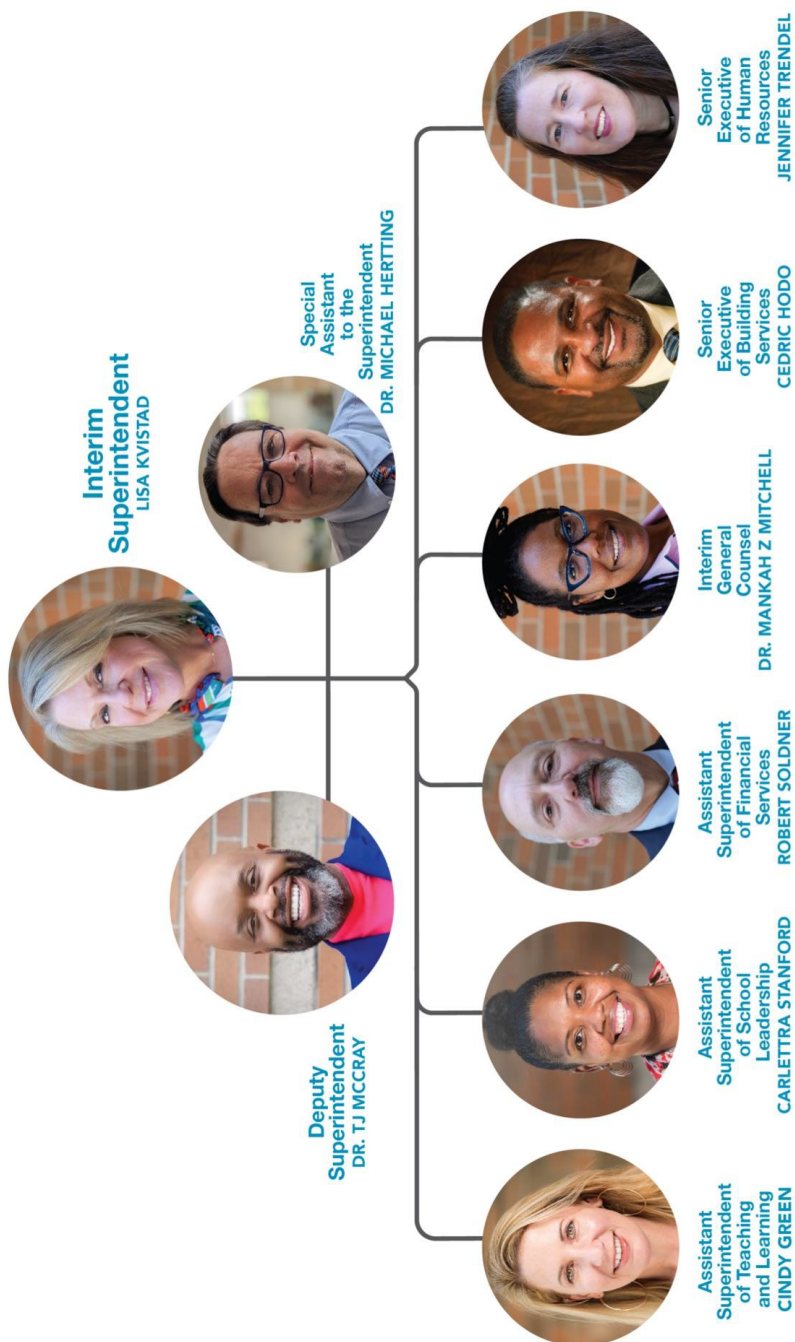 Interim
Superintendent
LISA KVISTAD
Deputy
Superintendent
DR. TJ MCCRAY
Special
Assistant
to the
Superintendent
DR. MICHAEL HERTTING
Assistant
Superintendent
of Teaching
and Learning
CINDY GREEN
Assistant
Superintendent
of School
Leadership
CARLETTRA STANFORD
Assistant
Superintendent
of Financial
Services
ROBERT SOLDNER
Interim
General
Counsel
DR. MANKAH Z MITCHELL
Senior
Executive
of Building
Services
CEDRIC HODO
Senior
Executive
of Human
Resources
JENNIFER TRENDEL